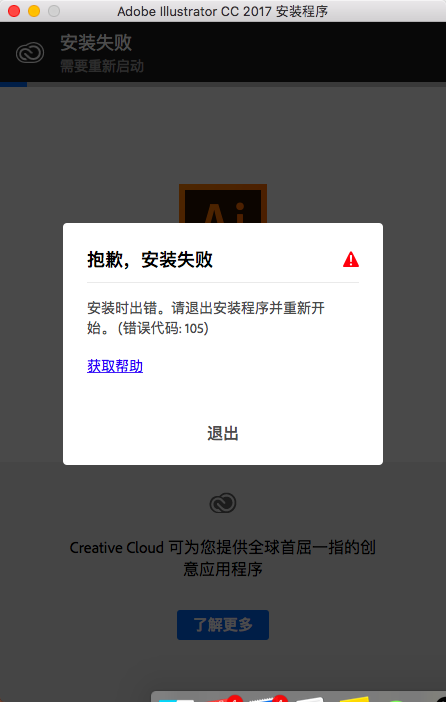 Adobe Illustrator CC 2017 安装程序
安装失败
需要重新启动
Ai
抱歉，安装失败
安装时出错。请退出安装程序并重新开
始。 (错误代码: 105)
获取帮助
退出
Creative Cloud 可为您提供全球首屈一指的创
意应用程序
了解更多